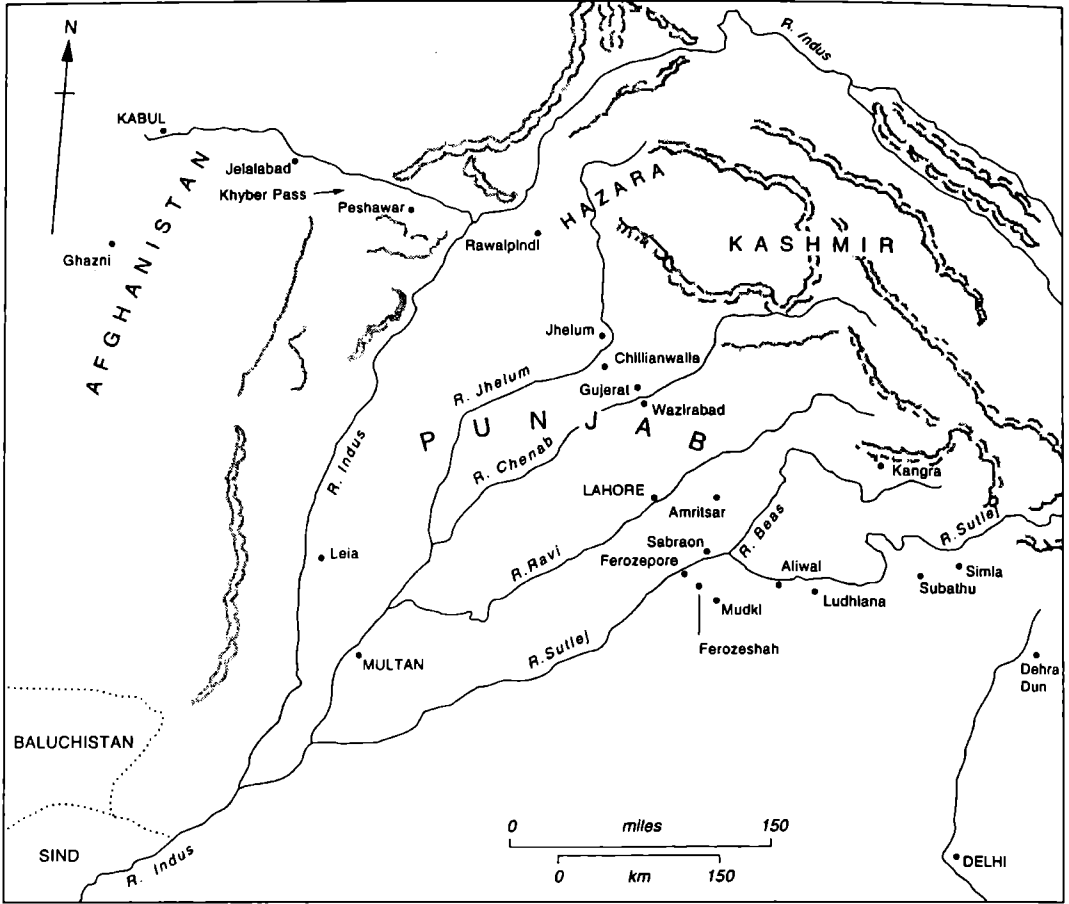 N
R. Indus
KABUL
Jelalabad
Khyber Pass
Peshawar
HAZARA
Rawalpindi
KASHMIR
Ghazni
AFGHANISTAN
Jhelum
Chillianwalla
R. Jhelum
Gujerat
Wazirabad
PUNJAB
R. Indus
R. Chenab
Kangra
LAHORE
Amritsar
R. Beas
R. Sutlej
Sabraon
Leia
R. Ravi
Ferozepore
Aliwal
Simla
Subathu
Ludhiana
Mudki
R. Sutlej
Ferozeshah
MULTAN
Dehra
Dun
BALUCHISTAN
0 miles 150
SIND
R. Indus
0 km 150
DELHI